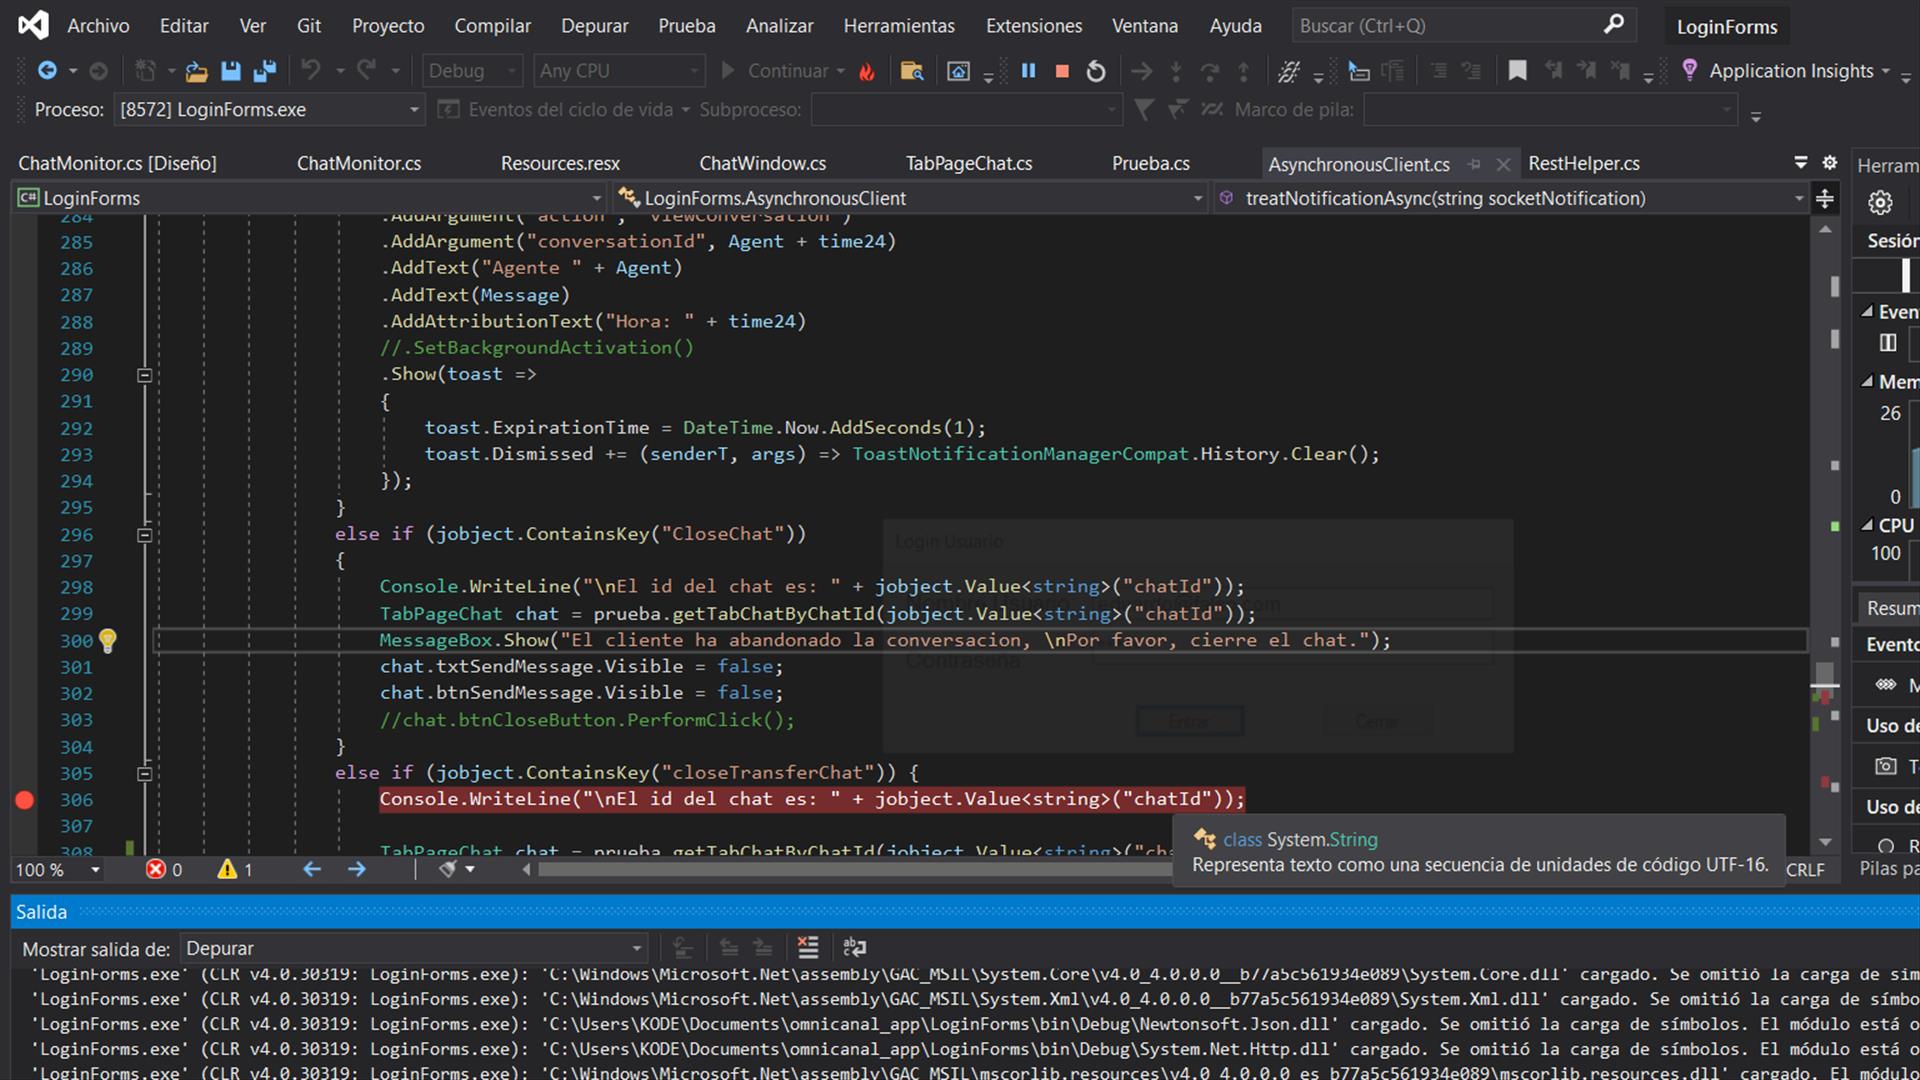 Archivo Editar Ver Git Proyecto Compilar Depurar Prueba Analizar Herramientas Extensiones Ventana Ayuda Buscar (Ctrl+Q) LoginForms
Debug Any CPU Continuar Application Insights
Proceso: [8572] LoginForms.exe Eventos del ciclo de vida Subproceso: Marco de pila:
ChatMonitor.cs [Diseño] ChatMonitor.cs Resources.resx ChatWindow.cs TabPageChat.cs Prueba.cs AsynchronousClient.cs RestHelper.cs
C# LoginForms LoginForms.AsynchronousClient treatNotificationAsync(string socketNotification)
284 .AddArgument("action", "viewConversation")
285 .AddArgument("conversationId", Agent + time24)
286 .AddText("Agente " + Agent)
287 .AddText(Message)
288 .AddAttributionText("Hora: " + time24)
289 //.SetBackgroundActivation()
290 .Show(toast =>
291 {
292 toast.ExpirationTime = DateTime.Now.AddSeconds(1);
293 toast.Dismissed += (senderT, args) => ToastNotificationManagerCompat.History.Clear();
294 });
295 }
296 else if (jobject.ContainsKey("CloseChat"))
297 {
298 Console.WriteLine("\nEl id del chat es: " + jobject.Value<string>("chatId"));
299 TabPageChat chat = prueba.getTabChatByChatId(jobject.Value<string>("chatId"));
300 MessageBox.Show("El cliente ha abandonado la conversacion, \nPor favor, cierre el chat.");
301 chat.txtSendMessage.Visible = false;
302 chat.btnSendMessage.Visible = false;
303 //chat.btnCloseButton.PerformClick();
304 }
305 else if (jobject.ContainsKey("closeTransferChat")) {
306 Console.WriteLine("\nEl id del chat es: " + jobject.Value<string>("chatId"));
307
308 TabPageChat chat = prueba.getTabChatByChatId(jobject.Value<string>("cha
Login Usuario
Contraseña
Entrar Cerrar
class System.String
Representa texto como una secuencia de unidades de código UTF-16.
100 % 0 1 CRLF
Herram
Sesión
Even
Mem
26
0
CPU
100
Resum
Evento
M
Uso de
T
Uso de
R
Pilas pa
Salida
Mostrar salida de: Depurar
'LoginForms.exe' (CLR v4.0.30319: LoginForms.exe): 'C:\Windows\Microsoft.Net\assembly\GAC_MSIL\System.Core\v4.0_4.0.0.0__b77a5c561934e089\System.Core.dll' cargado. Se omitió la carga de sím
'LoginForms.exe' (CLR v4.0.30319: LoginForms.exe): 'C:\Windows\Microsoft.Net\assembly\GAC_MSIL\System.Xml\v4.0_4.0.0.0__b77a5c561934e089\System.Xml.dll' cargado. Se omitió la carga de símbo
'LoginForms.exe' (CLR v4.0.30319: LoginForms.exe): 'C:\Users\KODE\Documents\omnicanal_app\LoginForms\bin\Debug\Newtonsoft.Json.dll' cargado. Se omitió la carga de símbolos. El módulo está o
'LoginForms.exe' (CLR v4.0.30319: LoginForms.exe): 'C:\Users\KODE\Documents\omnicanal_app\LoginForms\bin\Debug\System.Net.Http.dll' cargado. Se omitió la carga de símbolos. El módulo está o
'LoginForms.exe' (CLR v4.0.30319: LoginForms.exe): 'C:\Windows\Microsoft.Net\assembly\GAC_MSIL\mscorlib.resources\v4.0_4.0.0.0_es_b77a5c561934e089\mscorlib.resources.dll' cargado. El módulo